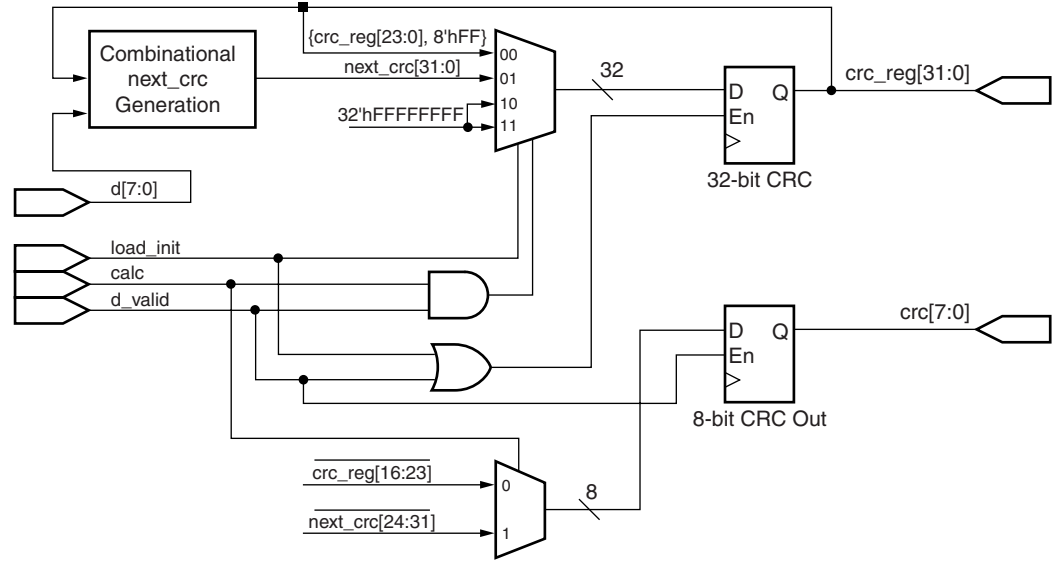 {crc_reg[23:0], 8'hFF}
Combinational
next_crc
Generation
next_crc[31:0]
32'hFFFFFFFF
00
01
10
11
32
D
Q
En
32-bit CRC
crc_reg[31:0]
d[7:0]
load_init
calc
d_valid
D
Q
En
8-bit CRC Out
crc[7:0]
crc_reg[16:23]
next_crc[24:31]
0
1
8